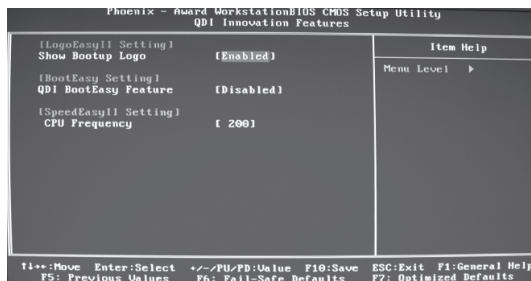 Phoenix - Award WorkstationBIOS CMOS Setup Utility
QDI Innovation Features
[LogoEasyII Setting]
Show Bootup Logo [Enabled]
[BootEasy Setting]
QDI BootEasy Feature [Disabled]
[SpeedEasyII Setting]
CPU Frequency [ 200]
Item Help
Menu Level ▶
↑↓→←:Move Enter:Select +/-/PU/PD:Value F10:Save ESC:Exit F1:General Help
F5: Previous Values F6: Fail-Safe Defaults F7: Optimized Defaults